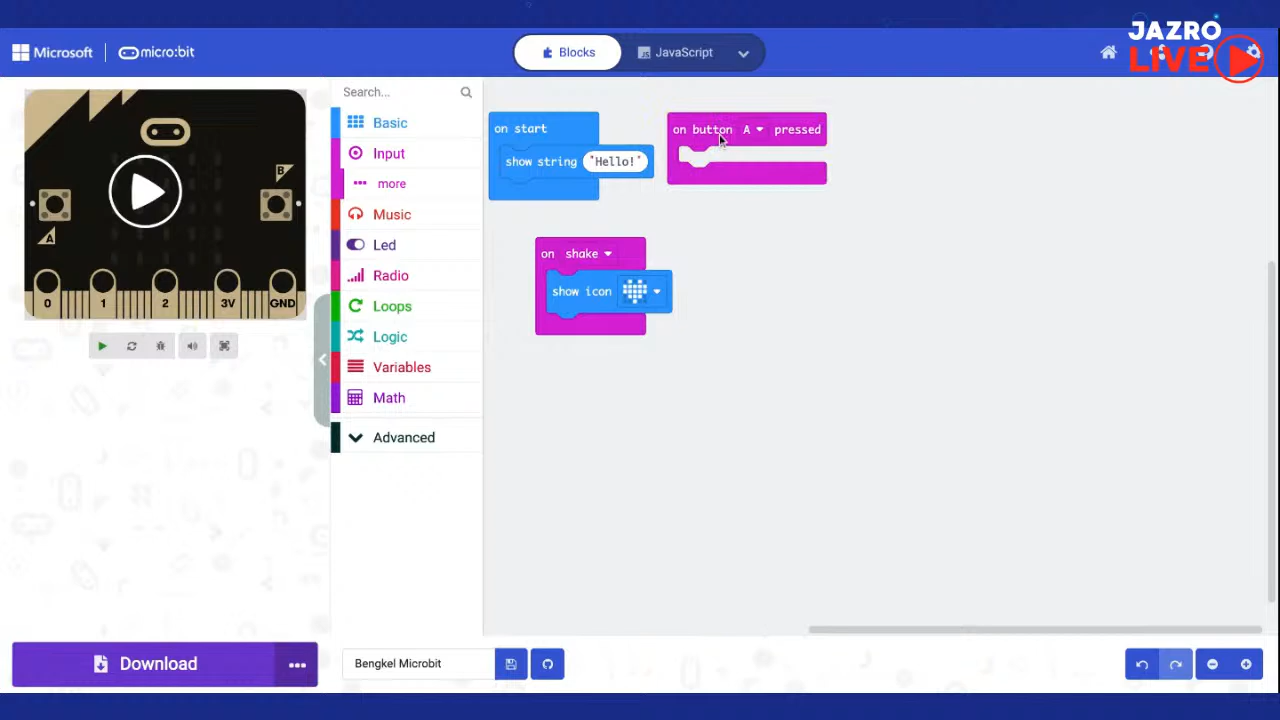 JAZRO
LIVE
Microsoft
micro:bit
Blocks
JavaScript
B
A
0
1
2
3V
GND
Search...
Basic
Input
more
Music
Led
Radio
Loops
Logic
Variables
Math
Advanced
on start
show string "Hello!"
on button A pressed
on shake
show icon
Download
Bengkel Microbit